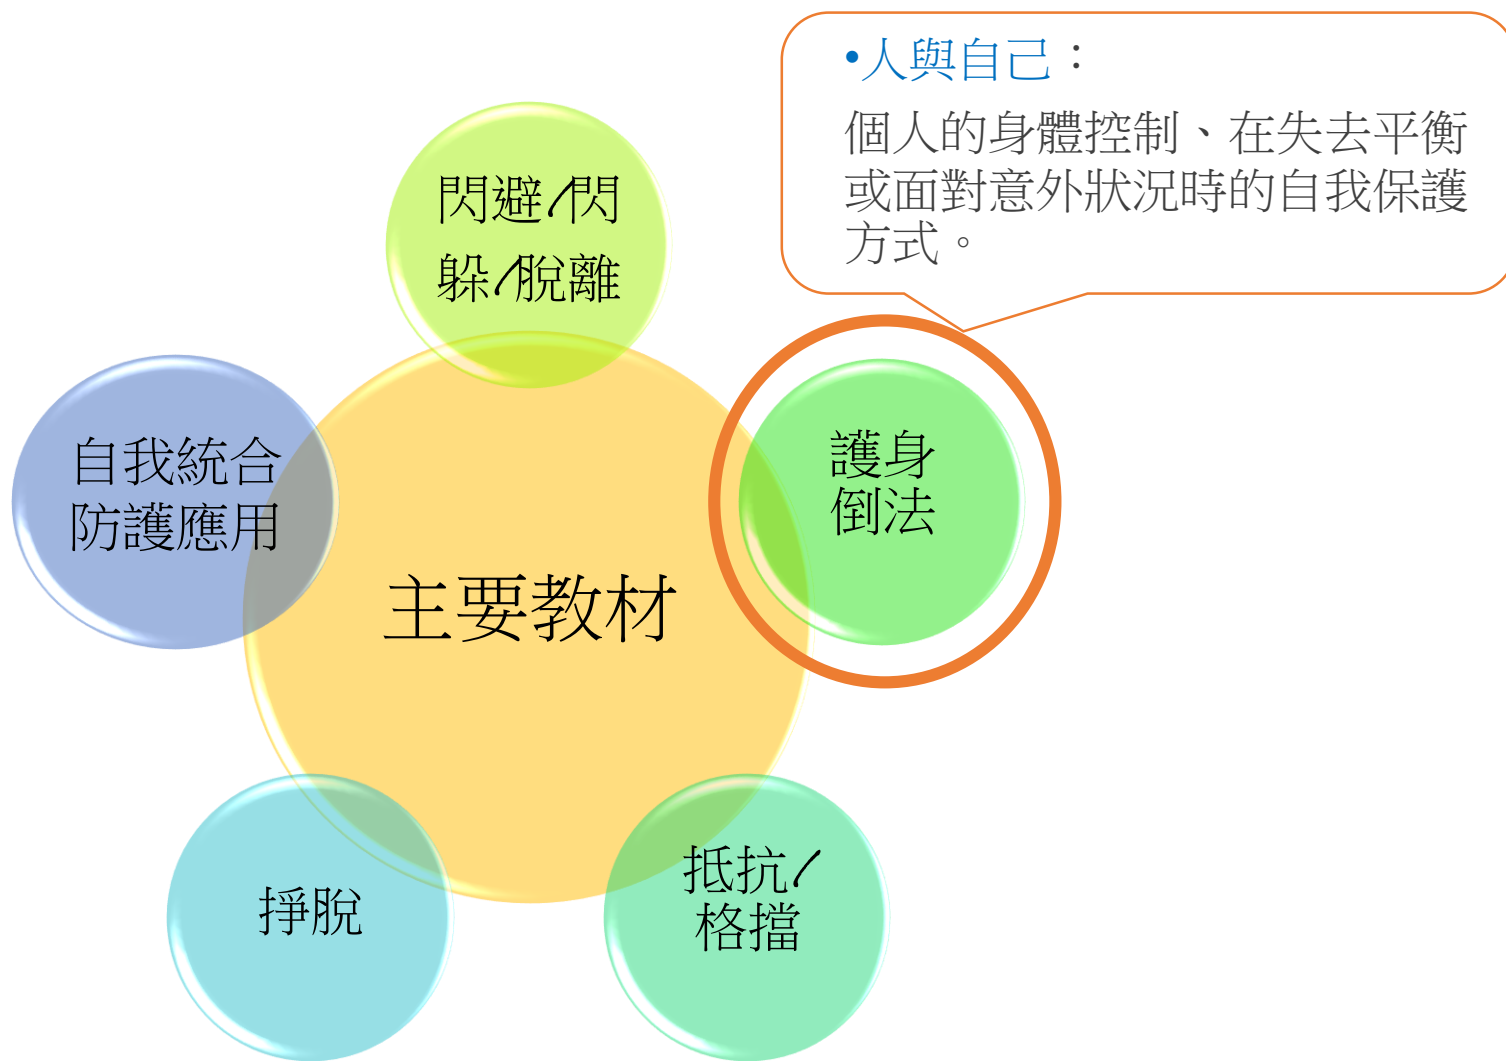 •人與自己：
個人的身體控制、在失去平衡
或面對意外狀況時的自我保護
方式。
閃避/閃
躲/脫離
護身
倒法
自我統合
防護應用
主要教材
抵抗/
格擋
掙脫